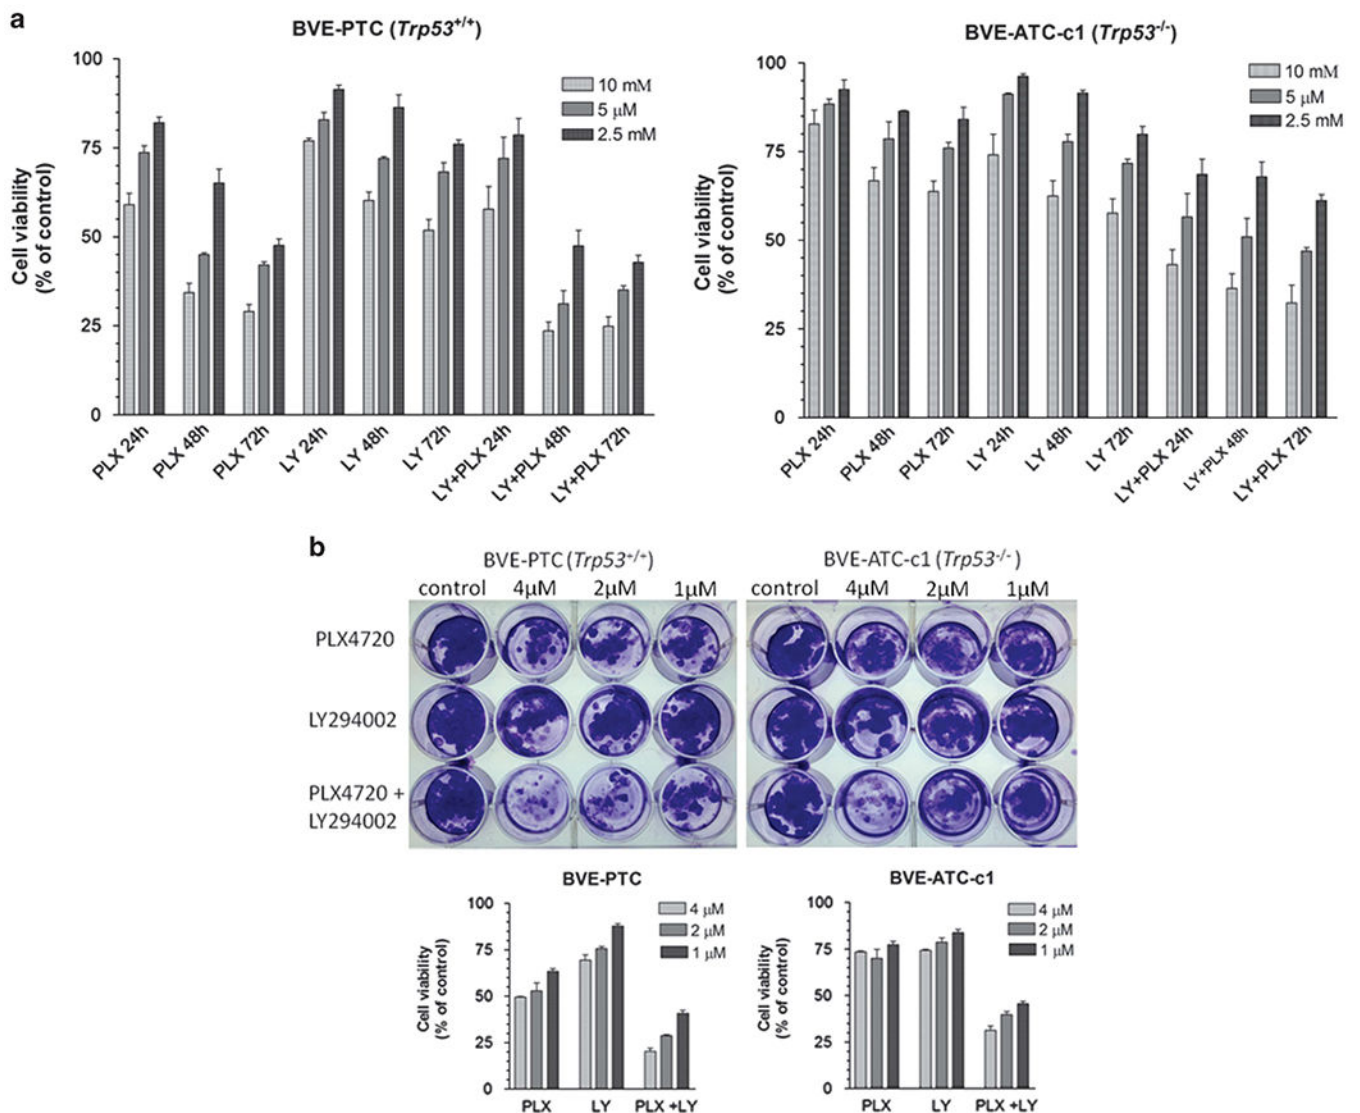 a
BVE-PTC (Trp53+/+)
Cell viability
(% of control)
100
75
50
25
0
10 mM
5 μM
2.5 mM
PLX 24h
PLX 48h
PLX 72h
LY 24h
LY 48h
LY 72h
LY+PLX 24h
LY+PLX 48h
LY+PLX 72h
BVE-ATC-c1 (Trp53-/-)
Cell viability
(% of control)
100
75
50
25
0
10 mM
5 μM
2.5 mM
PLX 24h
PLX 48h
PLX 72h
LY 24h
LY 48h
LY 72h
LY+PLX 24h
LY+PLX 48h
LY+PLX 72h
b
BVE-PTC (Trp53+/+)
control 4μM 2μM 1μM
BVE-ATC-c1 (Trp53-/-)
control 4μM 2μM 1μM
PLX4720
LY294002
PLX4720 +
LY294002
BVE-PTC
Cell viability
(% of control)
100
75
50
25
0
4 μM
2 μM
1 μM
PLX LY PLX +LY
BVE-ATC-c1
Cell viability
(% of control)
100
75
50
25
0
4 μM
2 μM
1 μM
PLX LY PLX +LY